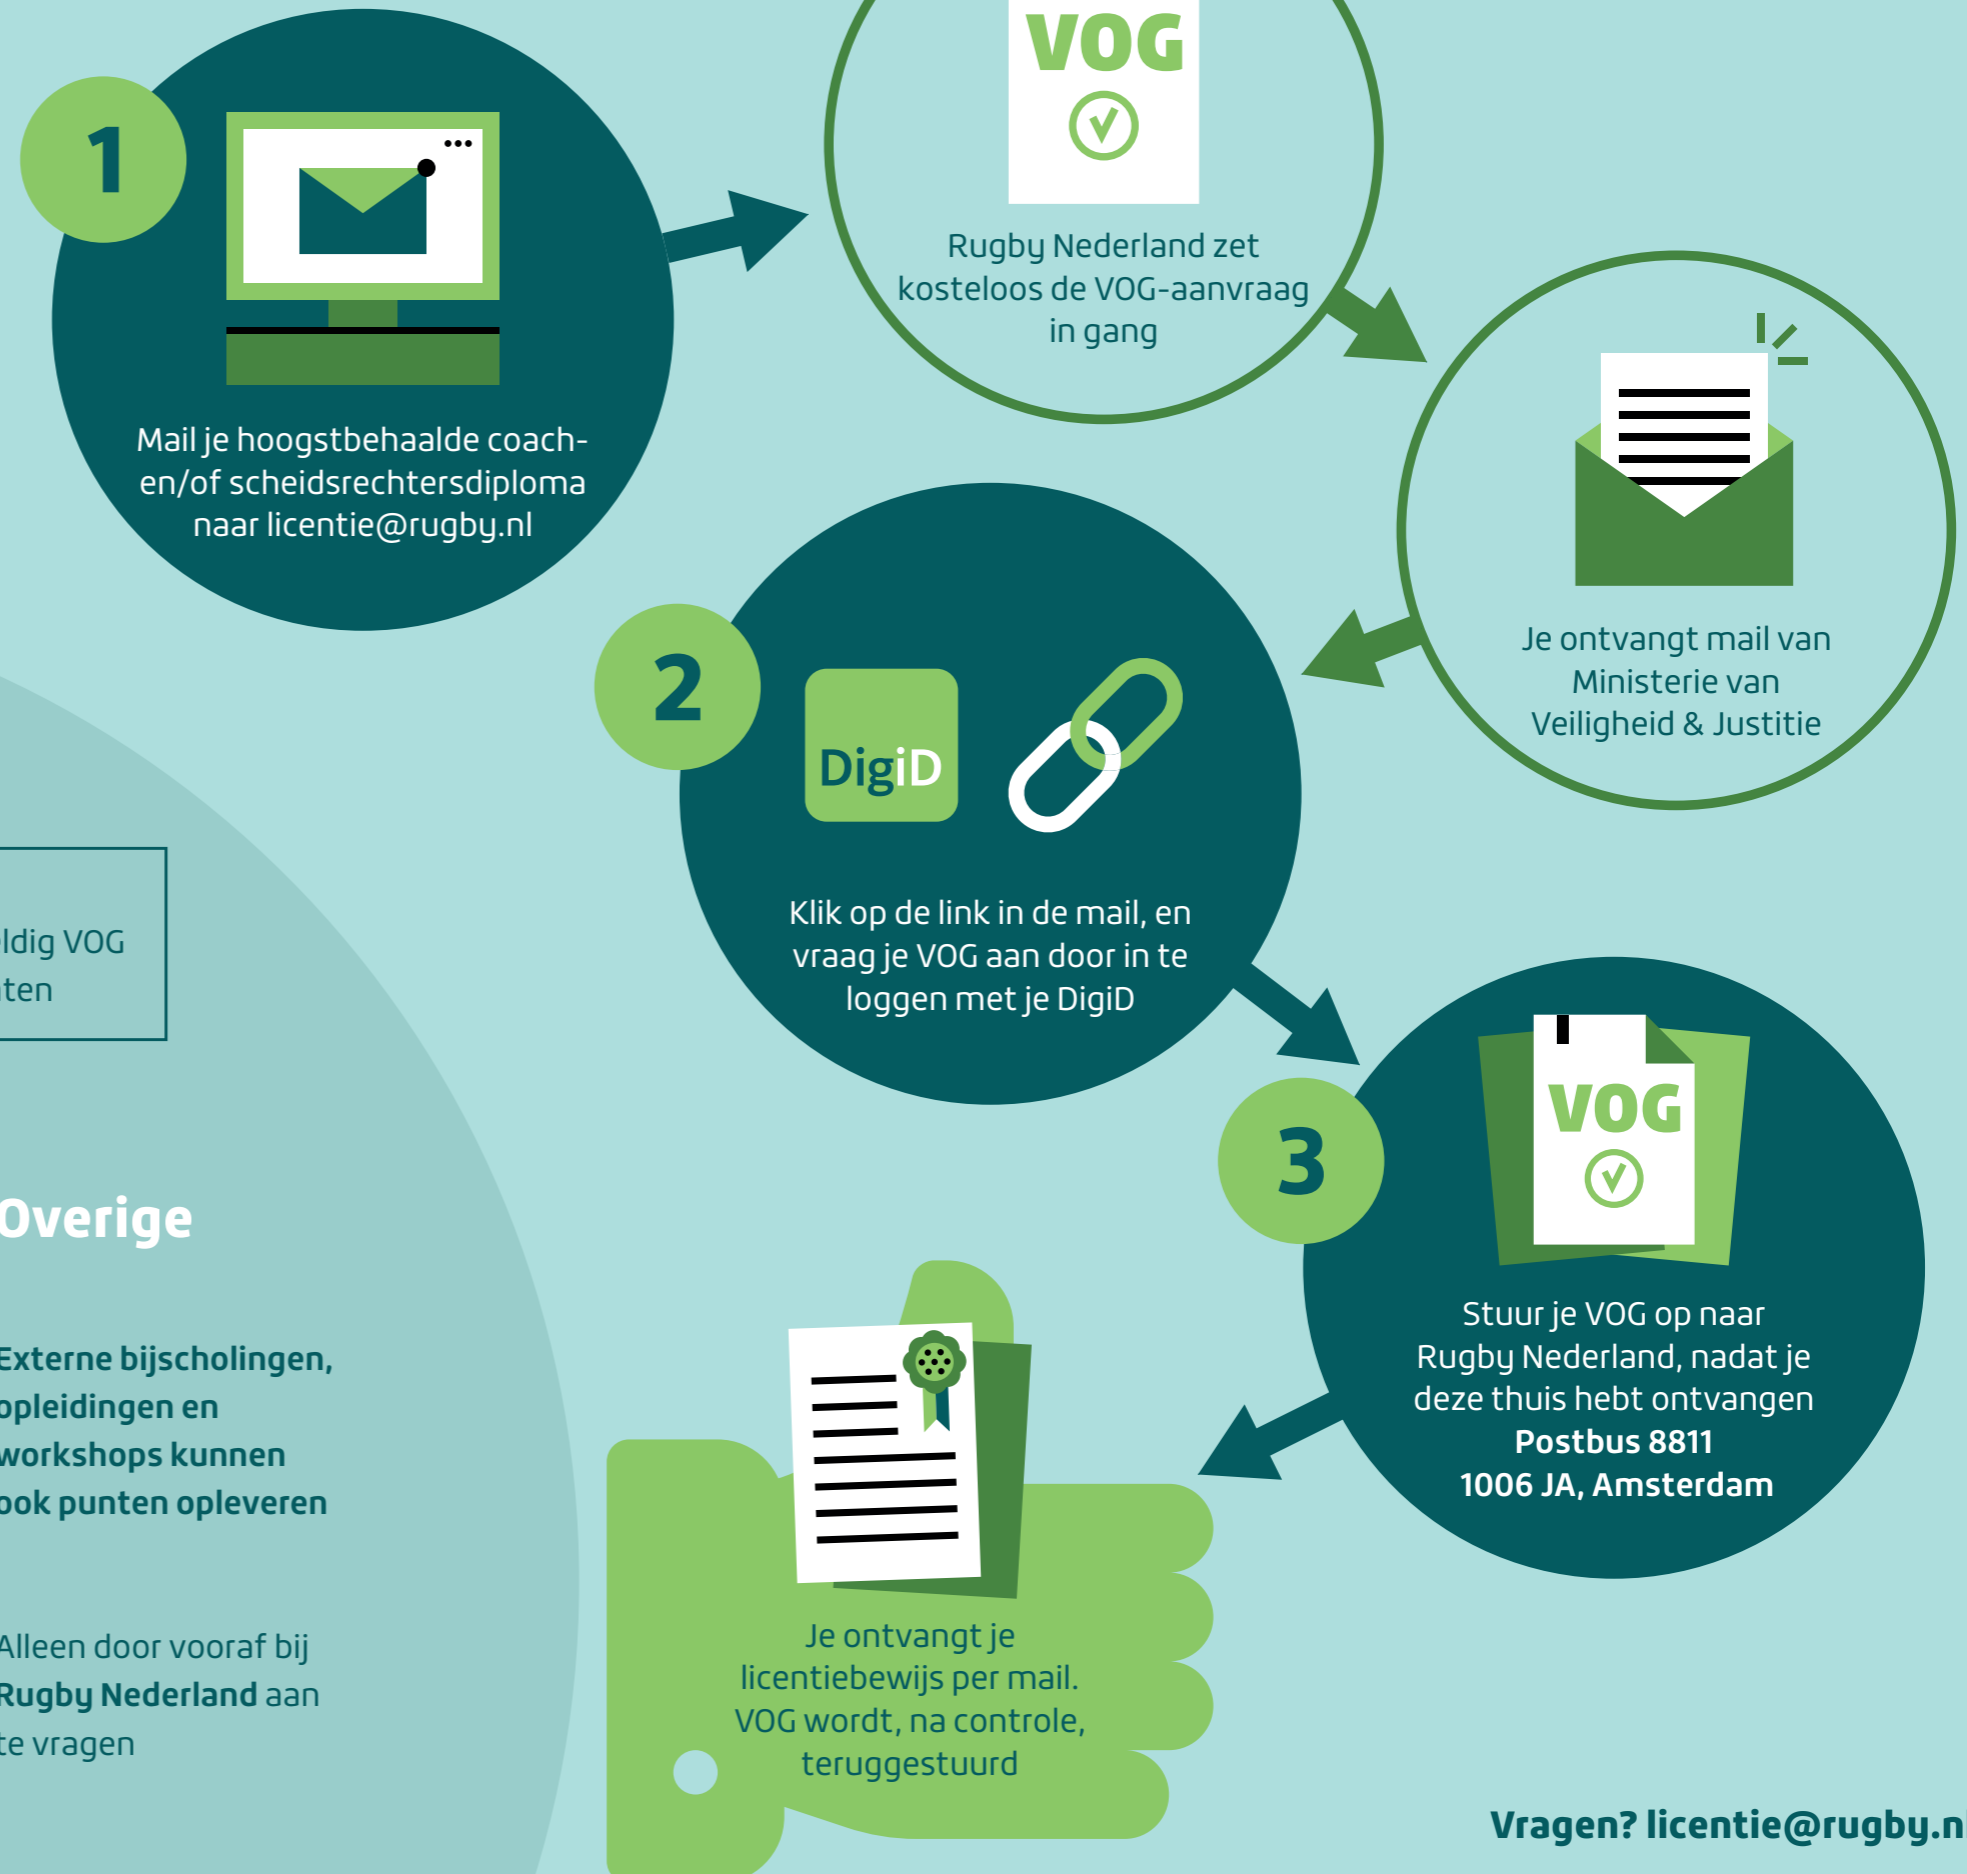 1
Mail je hoogstbehaalde coach-
en/of scheidsrechtersdiploma
naar licentie@rugby.nl
VOG
Rugby Nederland zet
kosteloos de VOG-aanvraag
in gang
Je ontvangt mail van
Ministerie van
Veiligheid & Justitie
2
DigiD
Klik op de link in de mail, en
vraag je VOG aan door in te
loggen met je DigiD
3
VOG
Stuur je VOG op naar
Rugby Nederland, nadat je
deze thuis hebt ontvangen
Postbus 8811
1006 JA, Amsterdam
Je ontvangt je
licentiebewijs per mail.
VOG wordt, na controle,
teruggestuurd
VOG
Overige
Externe bijscholingen,
opleidingen en
workshops kunnen
ook punten opleveren
Alleen door vooraf bij
Rugby Nederland aan
te vragen
Vragen? licentie@rugby.nl